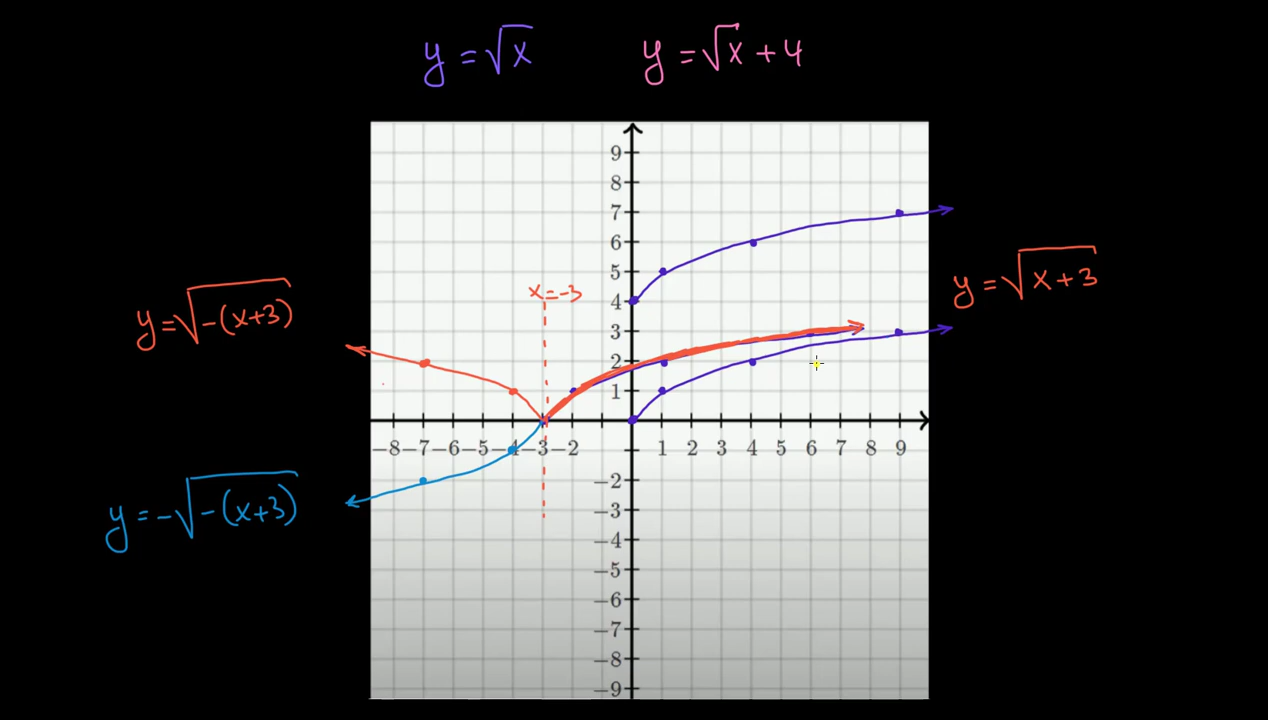 y = √x
y = √x + 4
9
8
7
6
5
4
3
2
1
x = -3
y = √(x+3)
y = √(-(x+3))
-8 -7 -6 -5 -4 -3 -2 1 2 3 4 5 6 7 8 9
y = -√(-(x+3))
-2
-3
-4
-5
-6
-7
-8
-9